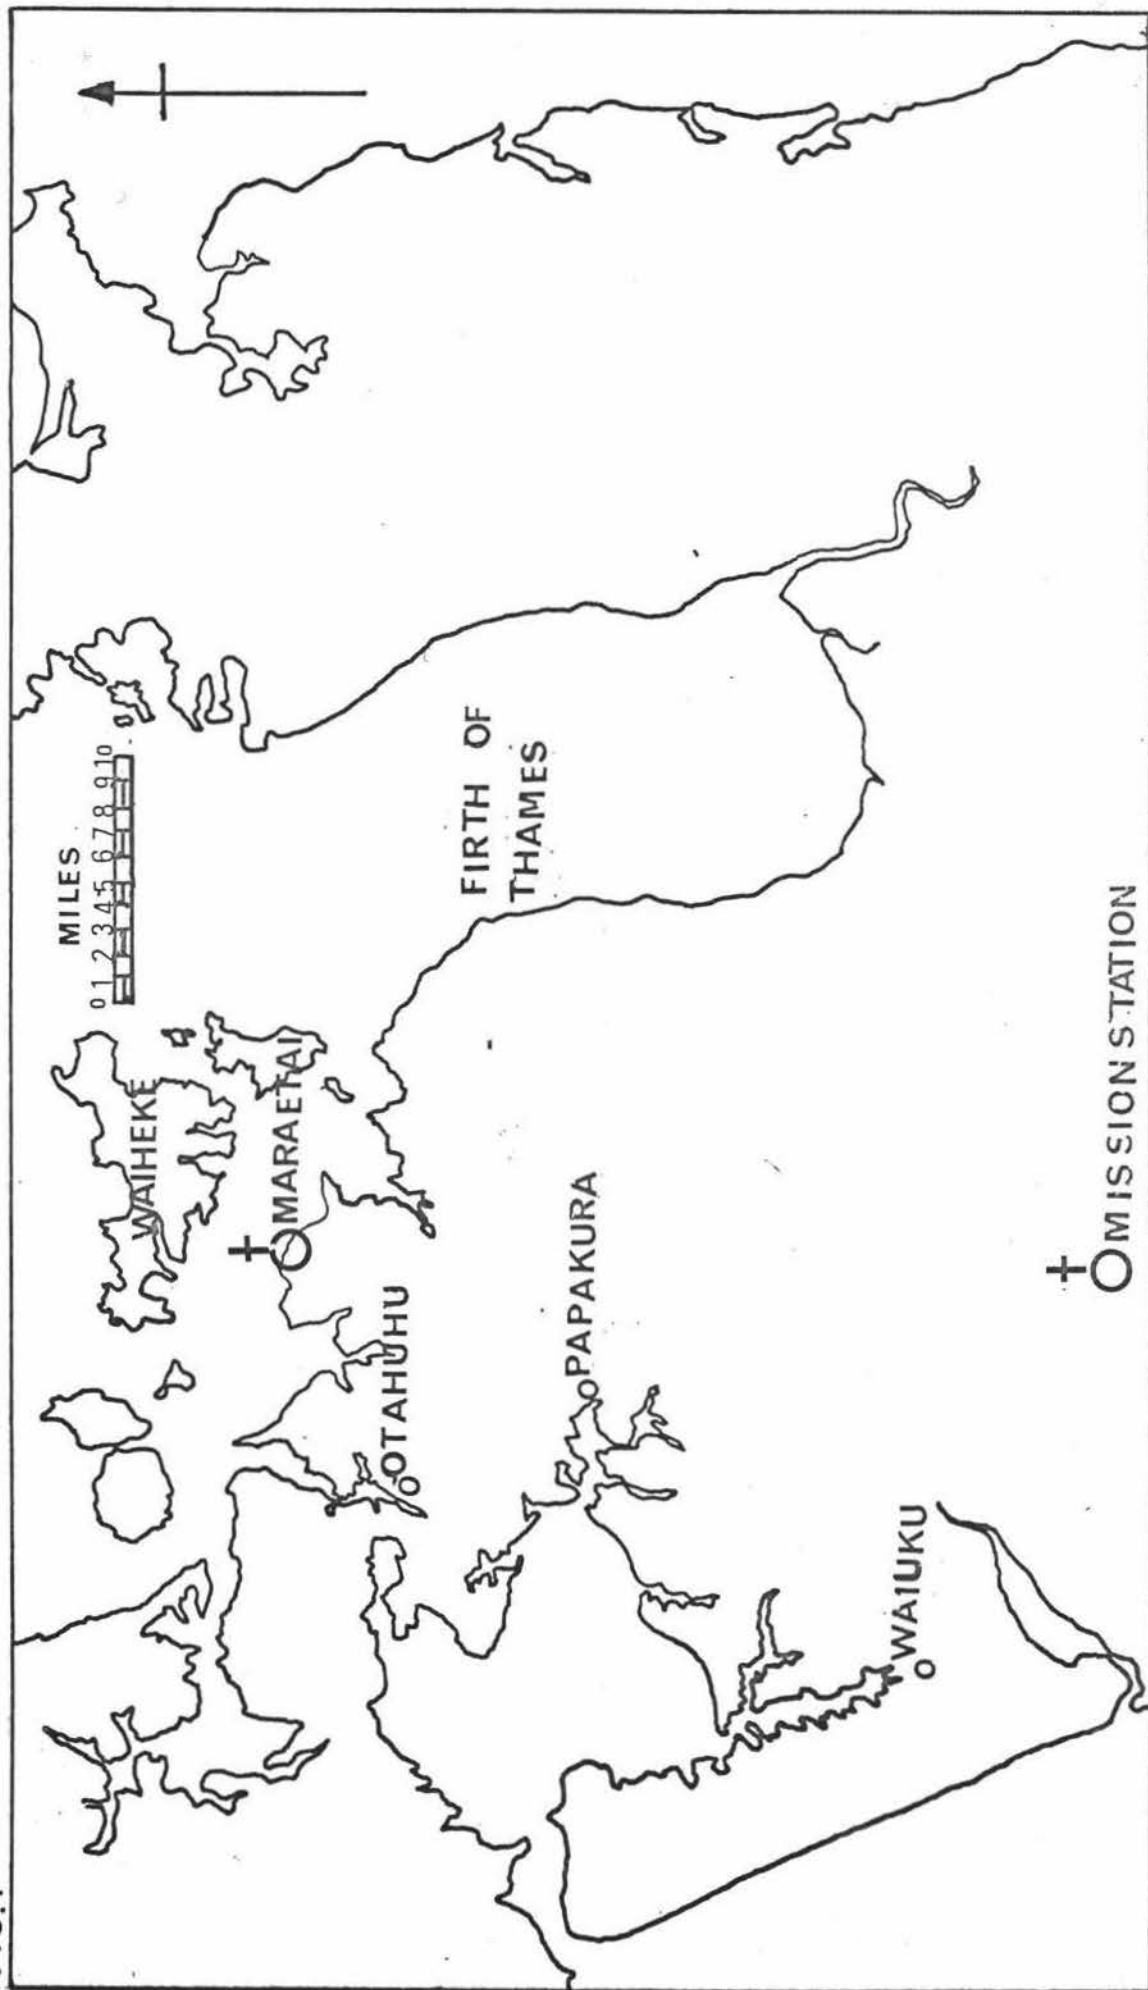 MILES
0 1 2 3 4 5 6 7 8 9 10
WAIHEKE
MARAETAI
OTAHUHU
FIRTH OF
THAMES
PAPAKURA
WAIUKU
MISSION STATION